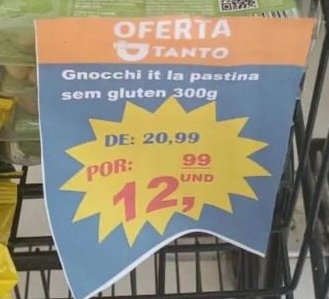 OFERTA
TANTO
Gnocchi it la pastina
sem gluten 300g
DE: 20,99
POR: 12,99
UND